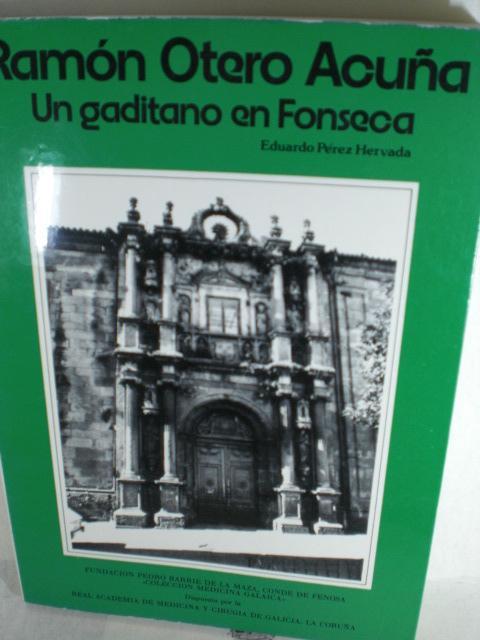 Ramón Otero Acuña
Un gaditano en Fonseca
Eduardo Pérez Hervada
FUNDACION PEDRO BARRIE DE LA MAZA, CONDE DE FENOSA
«COLECCION MEDICINA GALAICA»
Dispuesto por la
REAL ACADEMIA DE MEDICINA Y CIRUGIA DE GALICIA, LA CORUÑA